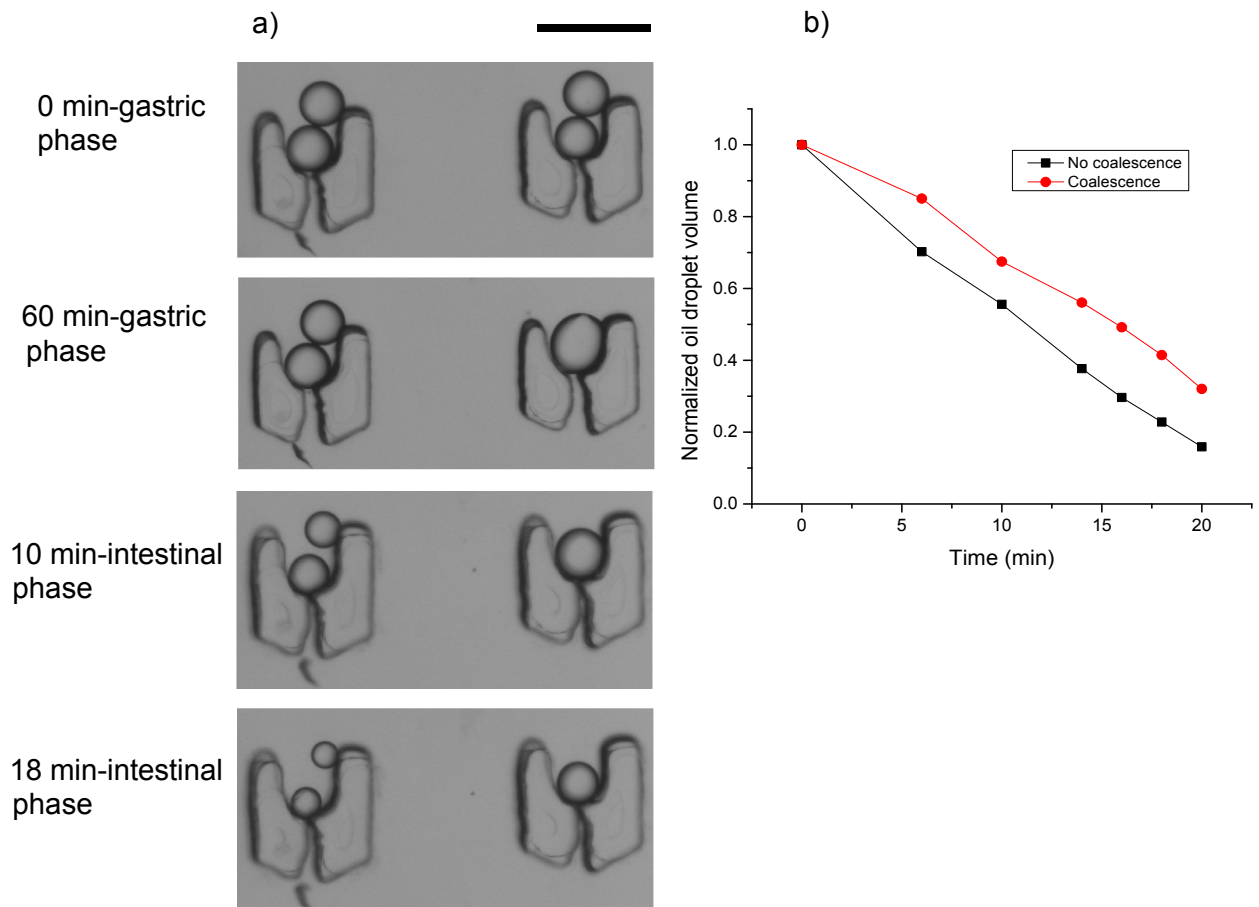 a)
0 min-gastric
phase
60 min-gastric
phase
10 min-intestinal
phase
18 min-intestinal
phase
b)
Normalized oil droplet volume
1.0
0.8
0.6
0.4
0.2
0.0
No coalescence
Coalescence
0
5
10
15
20
Time (min)